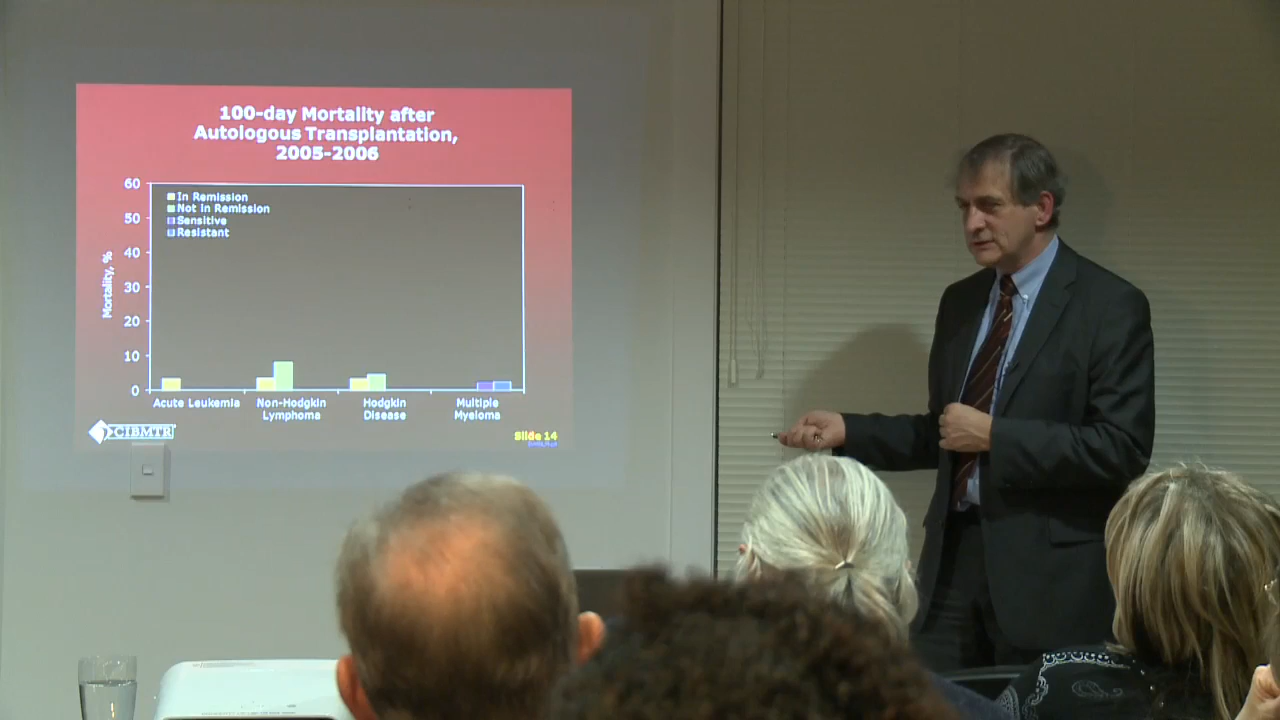 100-day Mortality after
Autologous Transplantation,
2005-2006
60
50
40
30
20
10
0
Mortality, %
In Remission
Not in Remission
Sensitive
Resistant
Acute Leukemia
Non-Hodgkin
Lymphoma
Hodgkin
Disease
Multiple
Myeloma
CIBMTR
Slide 14